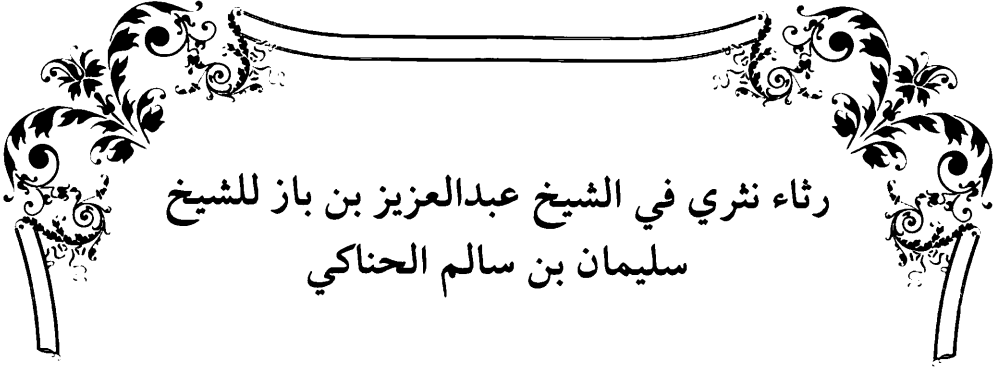 رثاء نثري في الشيخ عبدالعزيز بن باز للشيخ
سليمان بن سالم الحناكي